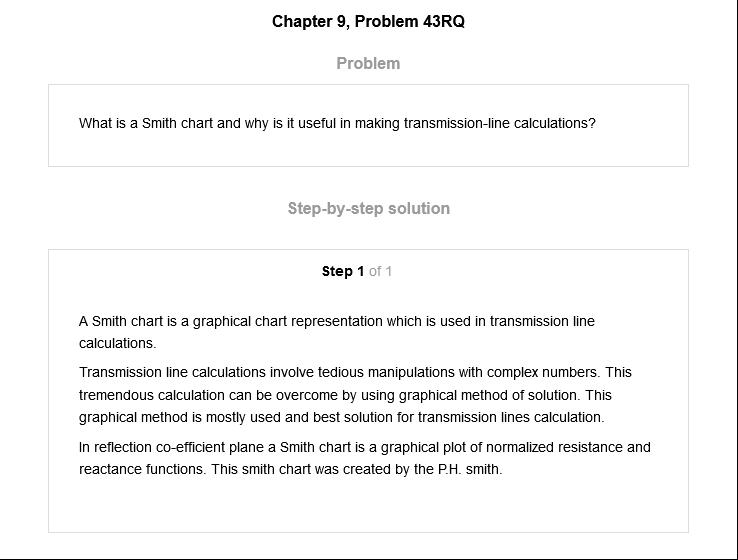 Chapter 9, Problem 43RQ
Problem
What is a Smith chart and why is it useful in making transmission-line calculations?
Step-by-step solution
Step 1 of 1
A Smith chart is a graphical chart representation which is used in transmission line
calculations.
Transmission line calculations involve tedious manipulations with complex numbers. This
tremendous calculation can be overcome by using graphical method of solution. This
graphical method is mostly used and best solution for transmission lines calculation.
In reflection co-efficient plane a Smith chart is a graphical plot of normalized resistance and
reactance functions. This smith chart was created by the P.H. smith.